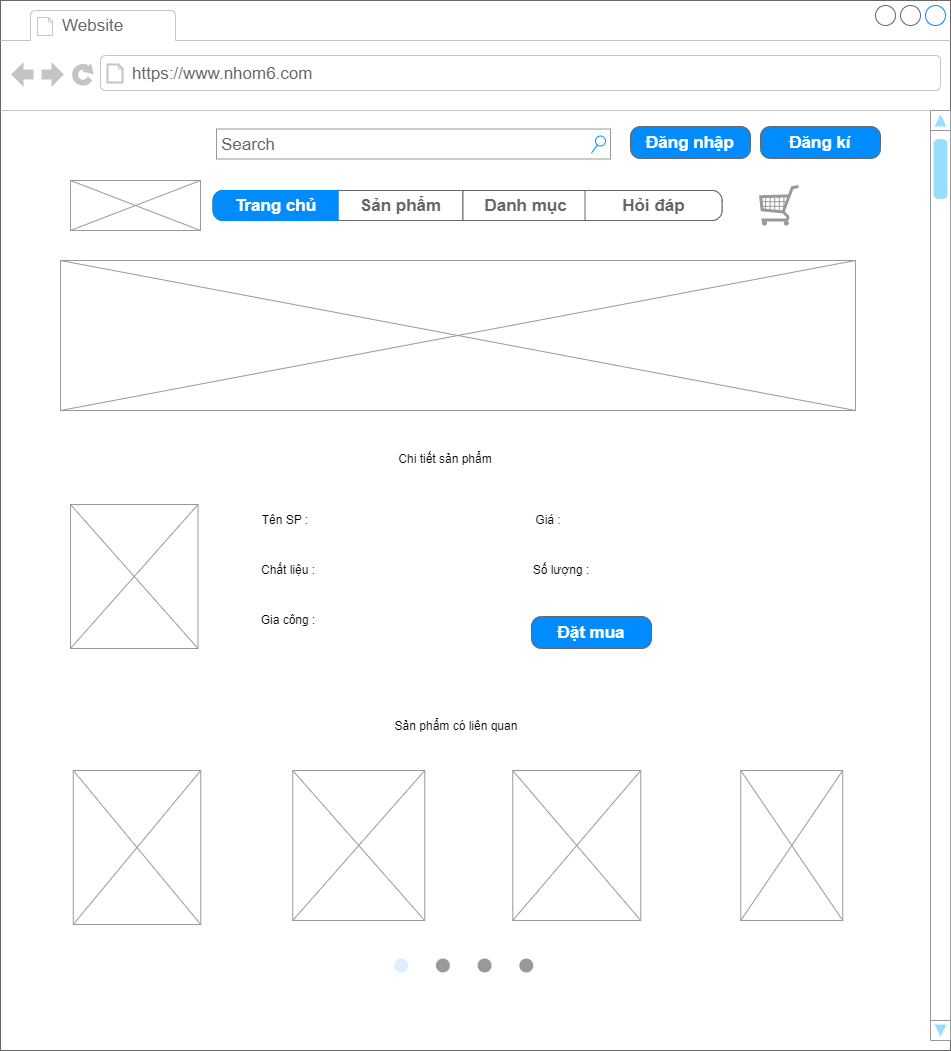 Website
https://www.nhom6.com
Search
Đăng nhập
Đăng kí
Trang chủ
Sản phẩm
Danh mục
Hỏi đáp
Chi tiết sản phẩm
Tên SP :
Giá :
Chất liệu :
Số lượng :
Gia công :
Đặt mua
Sản phẩm có liên quan